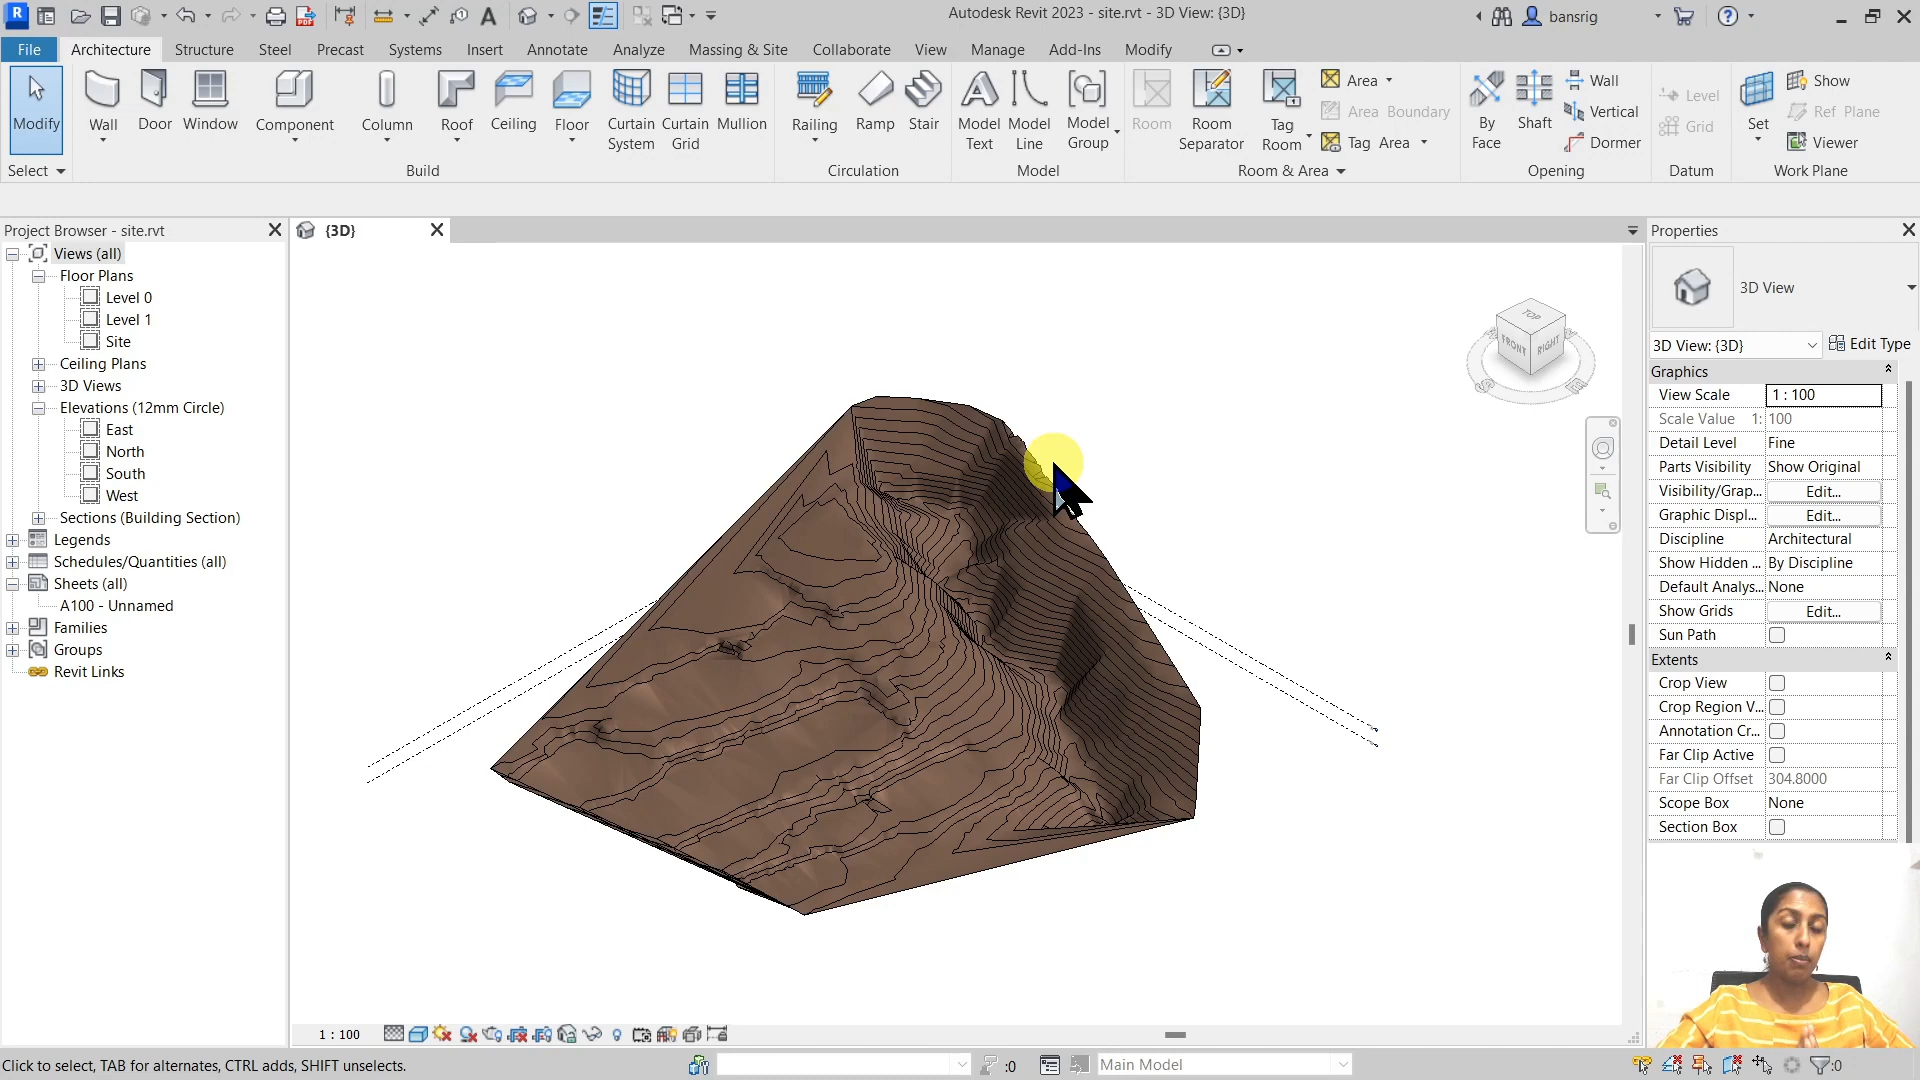 Autodesk Revit 2023 - site.rvt - 3D View: {3D}
bansrig
File Architecture Structure Steel Precast Systems Insert Annotate Analyze Massing & Site Collaborate View Manage Add-Ins Modify
Modify
Wall
Door
Window
Component
Column
Roof
Ceiling
Floor
Curtain System
Curtain Grid
Mullion
Railing
Ramp
Stair
Model Text
Model Line
Model Group
Room
Room Separator
Tag Room
Area
Area Boundary
Tag Area
By Face
Shaft
Wall
Vertical
Dormer
Level
Grid
Set
Show
Ref Plane
Viewer
Select
Build
Circulation
Model
Room & Area
Opening
Datum
Work Plane
Project Browser - site.rvt
Views (all)
Floor Plans
Level 0
Level 1
Site
Ceiling Plans
3D Views
Elevations (12mm Circle)
East
North
South
West
Sections (Building Section)
Legends
Schedules/Quantities (all)
Sheets (all)
A100 - Unnamed
Families
Groups
Revit Links
{3D}
TOP
FRONT
RIGHT
S
E
Properties
3D View
3D View: {3D}
Edit Type
Graphics
View Scale 1 : 100
Scale Value 1: 100
Detail Level Fine
Parts Visibility Show Original
Visibility/Grap... Edit...
Graphic Displ... Edit...
Discipline Architectural
Show Hidden ... By Discipline
Default Analys... None
Show Grids Edit...
Sun Path
Extents
Crop View
Crop Region V...
Annotation Cr...
Far Clip Active
Far Clip Offset 304.8000
Scope Box None
Section Box
1 : 100
Click to select, TAB for alternates, CTRL adds, SHIFT unselects.
:0
Main Model
:0